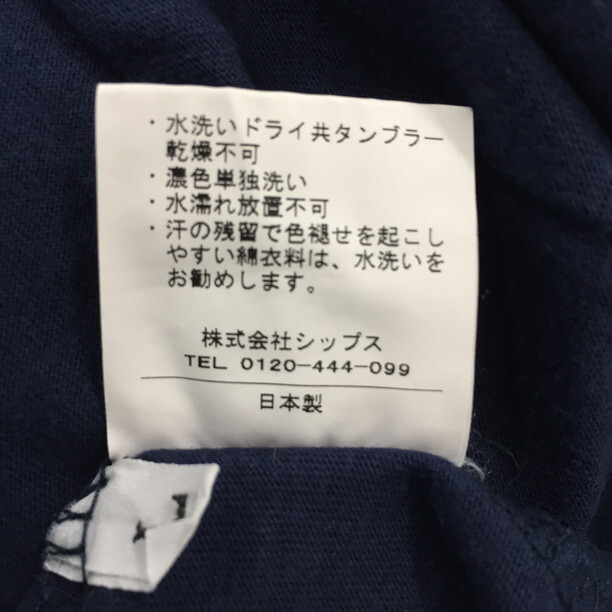 ・水洗いドライ共タンブラー
乾燥不可
・濃色単独洗い
・水濡れ放置不可
・汗の残留で色褪せを起こし
やすい綿衣料は、水洗いを
お勧めします。
株式会社シップス
TEL 0120-444-099
日本製